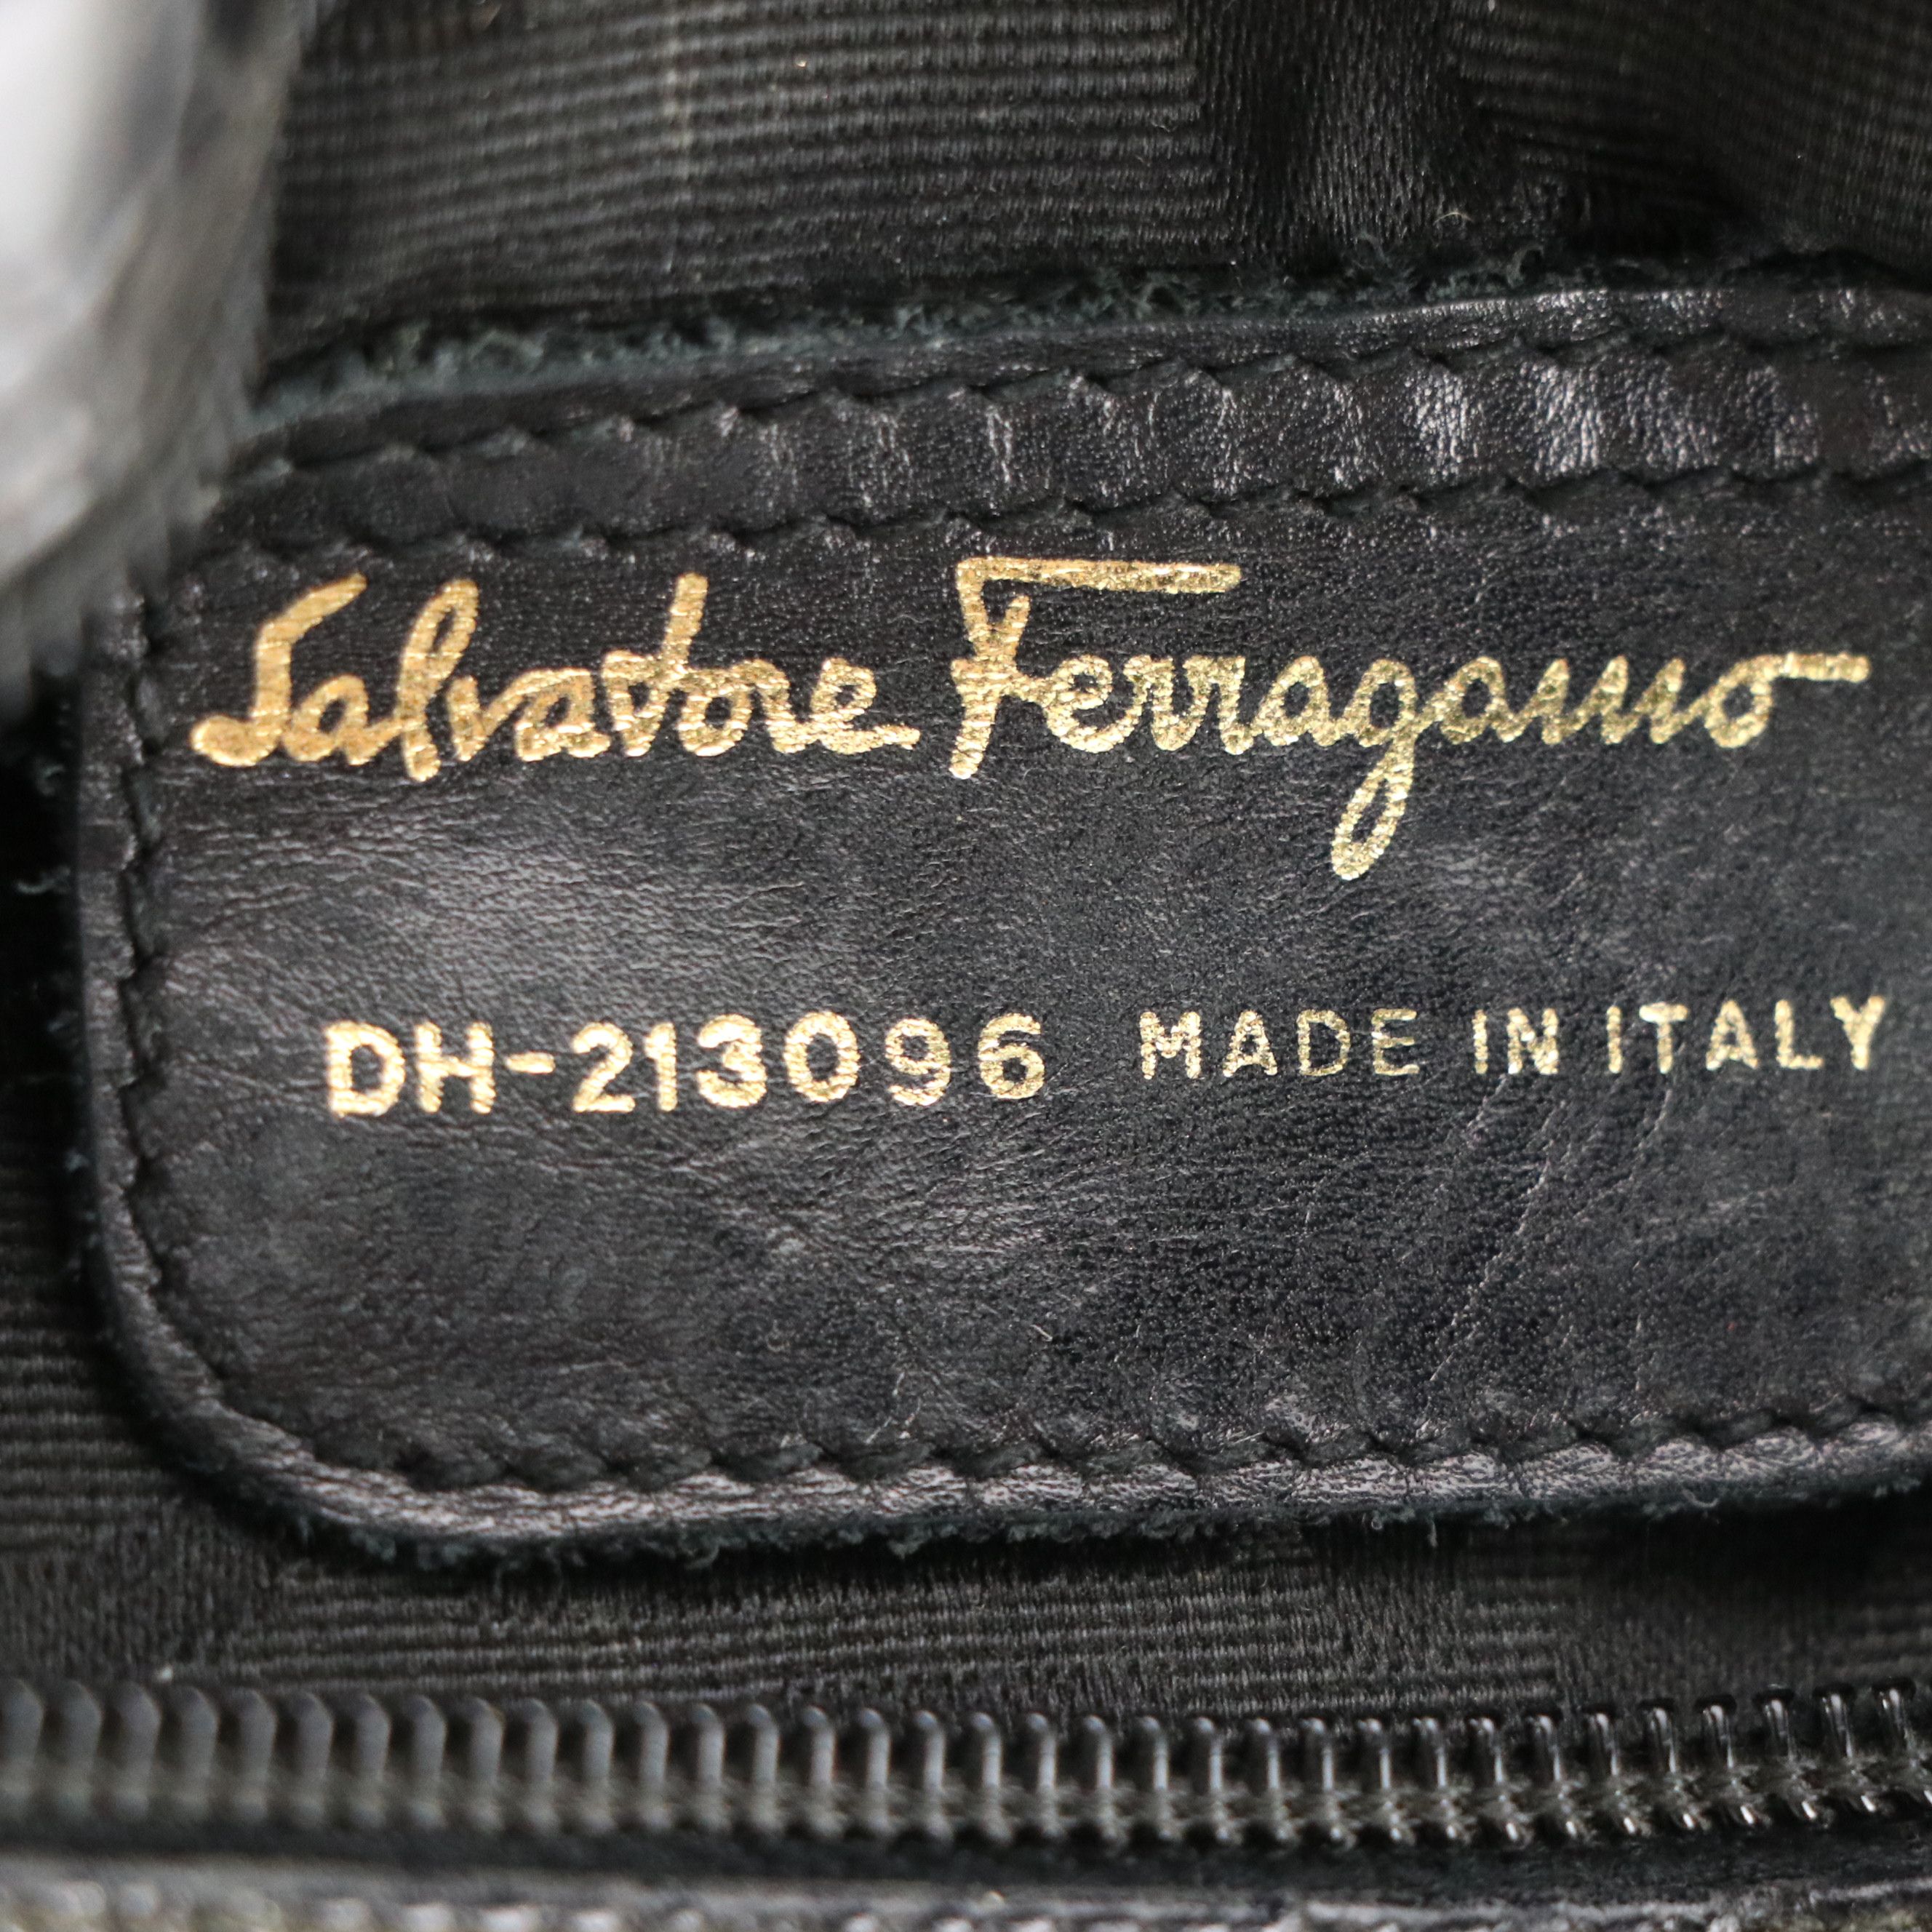 Salvatore Ferragamo
DH-213096 MADE IN ITALY